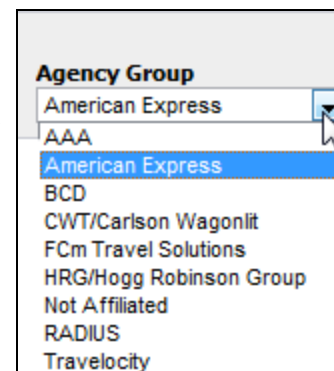 Agency Group
American Express
AAA
American Express
BCD
CWT/Carlson Wagonlit
FCm Travel Solutions
HRG/Hogg Robinson Group
Not Affiliated
RADIUS
Travelocity